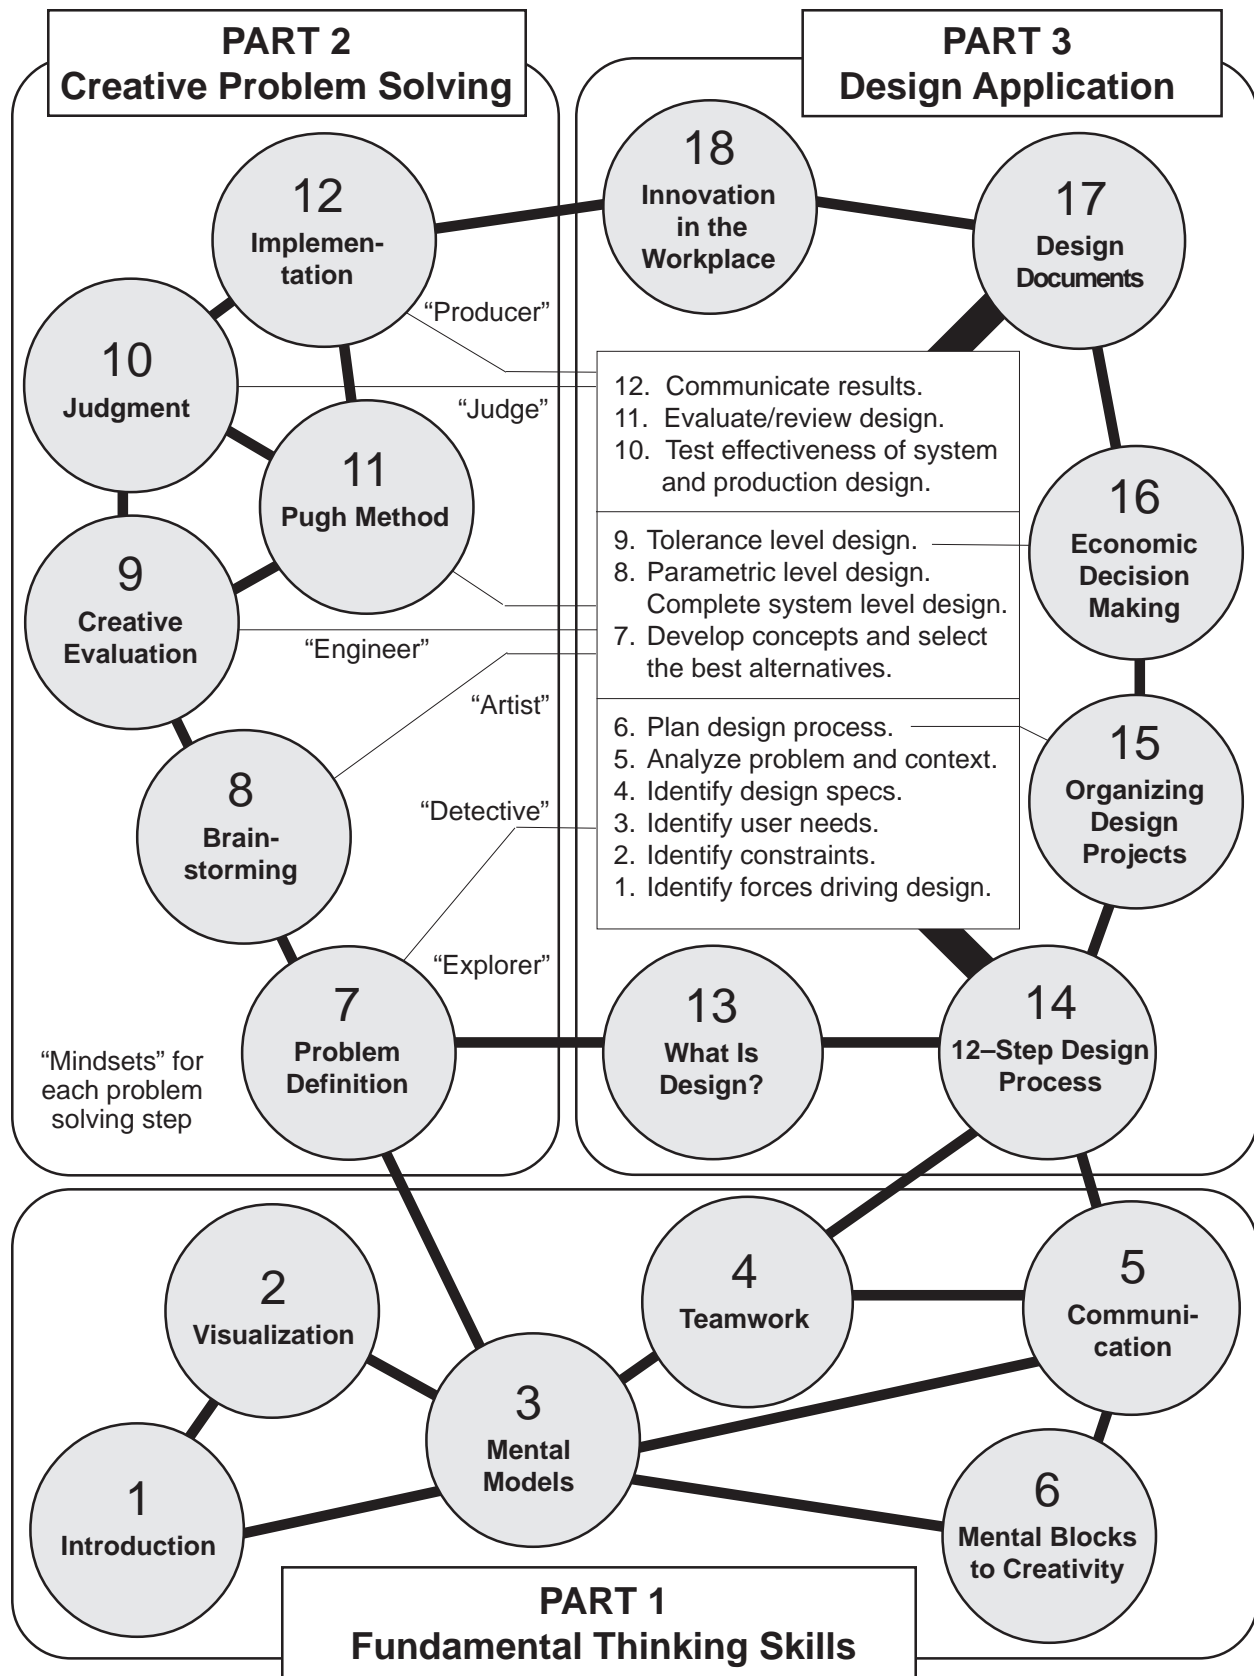 PART 2
Creative Problem Solving
PART 3
Design Application
12
Implemen-
tation
10
Judgment
11
Pugh Method
9
Creative
Evaluation
8
Brain-
storming
7
Problem
Definition
“Producer”
“Judge”
“Engineer”
“Artist”
“Detective”
“Explorer”
“Mindsets” for
each problem
solving step
18
Innovation
in the
Workplace
17
Design
Documents
12. Communicate results.
11. Evaluate/review design.
10. Test effectiveness of system
and production design.
9. Tolerance level design.
8. Parametric level design.
Complete system level design.
7. Develop concepts and select
the best alternatives.
6. Plan design process.
5. Analyze problem and context.
4. Identify design specs.
3. Identify user needs.
2. Identify constraints.
1. Identify forces driving design.
16
Economic
Decision
Making
15
Organizing
Design
Projects
13
What Is
Design?
14
12–Step Design
Process
2
Visualization
4
Teamwork
5
Communi-
cation
3
Mental
Models
1
Introduction
6
Mental Blocks
to Creativity
PART 1
Fundamental Thinking Skills